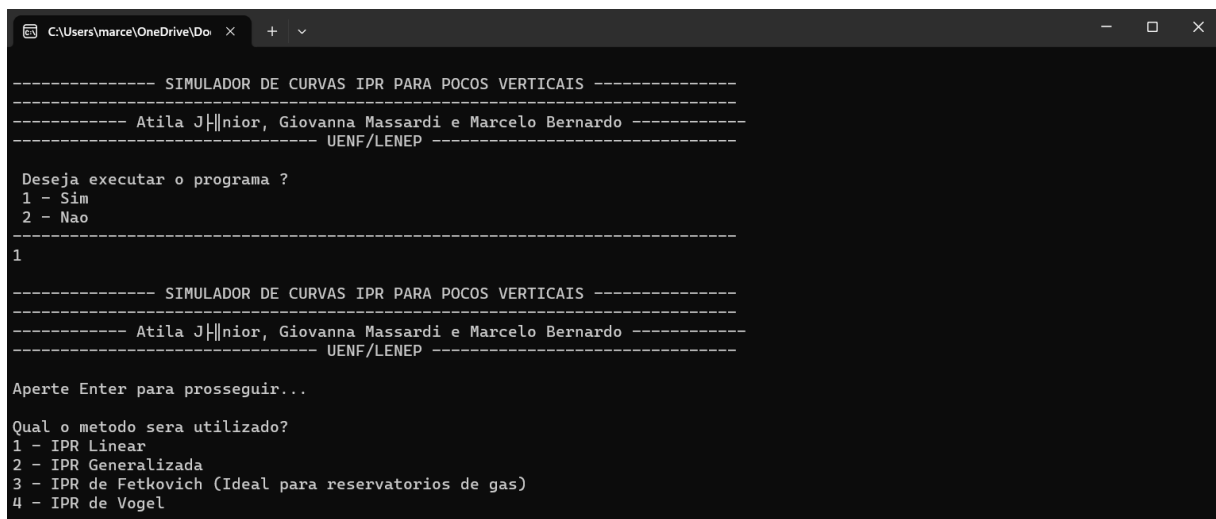 C:\Users\marce\OneDrive\Do
--------------- SIMULADOR DE CURVAS IPR PARA POCOS VERTICAIS ---------------
----------------------------------------------------------------------------
------------ Atila J├║nior, Giovanna Massardi e Marcelo Bernardo ------------
-------------------------------- UENF/LENEP --------------------------------
Deseja executar o programa ?
1 - Sim
2 - Nao
----------------------------------------------------------------------------
1
--------------- SIMULADOR DE CURVAS IPR PARA POCOS VERTICAIS ---------------
----------------------------------------------------------------------------
------------ Atila J├║nior, Giovanna Massardi e Marcelo Bernardo ------------
-------------------------------- UENF/LENEP --------------------------------
Aperte Enter para prosseguir...
Qual o metodo sera utilizado?
1 - IPR Linear
2 - IPR Generalizada
3 - IPR de Fetkovich (Ideal para reservatorios de gas)
4 - IPR de Vogel